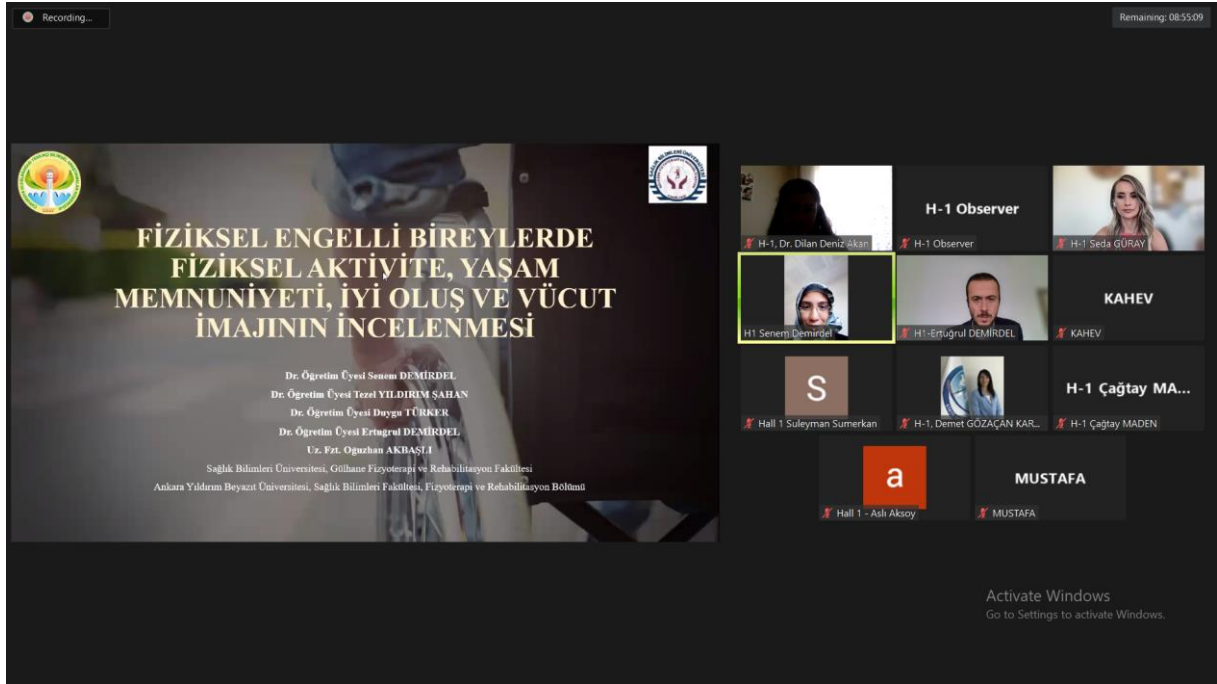 Recording...
Remaining: 08:55:09
FİZİKSEL ENGELLİ BİREYLERDE
FİZİKSEL AKTİVİTE, YAŞAM
MEMNUNİYETİ, İYİ OLUŞ VE VÜCUT
İMAJININ İNCELENMESİ
Dr. Öğretim Üyesi Senem DEMİRDEL
Dr. Öğretim Üyesi Tezel YILDIRIM ŞAHAN
Dr. Öğretim Üyesi Duygu TÜRKER
Dr. Öğretim Üyesi Ertuğrul DEMİRDEL
Uz. Fzt. Oğuzhan AKBAŞLI
Sağlık Bilimleri Üniversitesi, Gülhane Fizyoterapi ve Rehabilitasyon Fakültesi
Ankara Yıldırım Beyazıt Üniversitesi, Sağlık Bilimleri Fakültesi, Fizyoterapi ve Rehabilitasyon Bölümü
H-1, Dr. Dilan Deniz Akan
H-1 Observer
H-1 Observer
H-1 Seda GÜRAY
H1 Senem Demirdel
H1-Ertuğrul DEMİRDEL
KAHEV
KAHEV
S
Hall 1 Suleyman Sumerkan
H-1, Demet GÖZAÇAN KAR...
H-1 Çağtay MA...
H-1 Çağtay MADEN
a
Hall 1 - Aslı Aksoy
MUSTAFA
MUSTAFA
Activate Windows
Go to Settings to activate Windows.